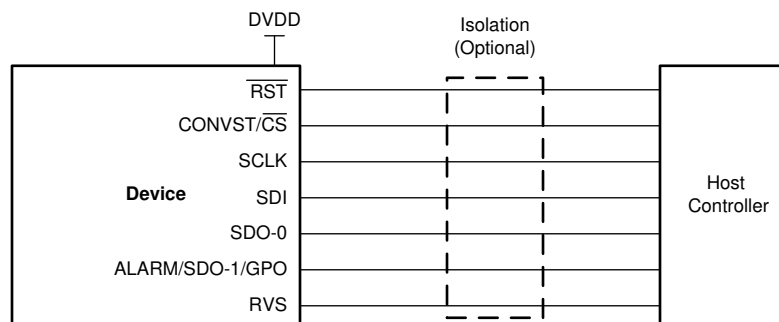 DVDD
Isolation
(Optional)
RST
CONVST/CS
SCLK
Device
SDI
Host
Controller
SDO-0
ALARM/SDO-1/GPO
RVS